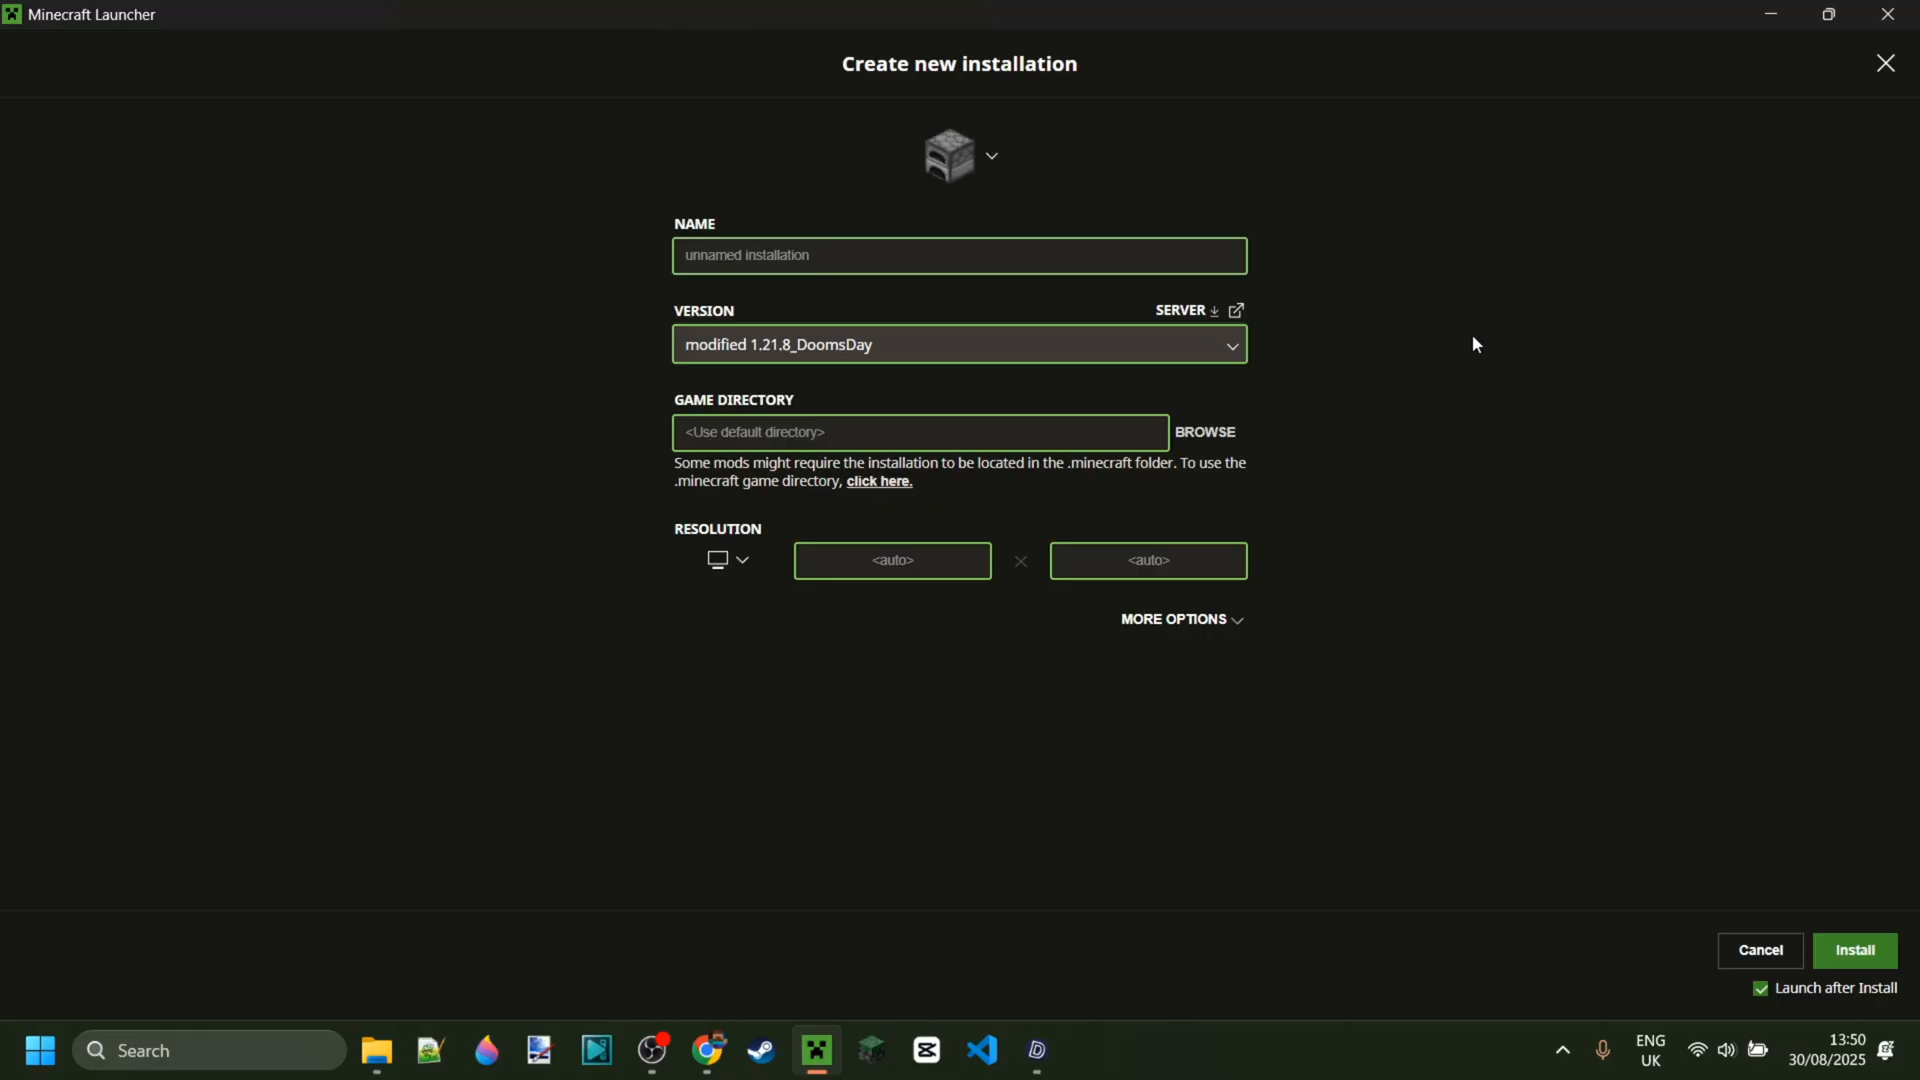 Minecraft Launcher
Create new installation
NAME
unnamed installation
VERSION
SERVER
modified 1.21.8_DoomsDay
GAME DIRECTORY
<Use default directory>
BROWSE
Some mods might require the installation to be located in the .minecraft folder. To use the
.minecraft game directory, click here.
RESOLUTION
<auto>
<auto>
MORE OPTIONS
Cancel
Install
Launch after Install
Search
ENG
UK
13:50
30/08/2025